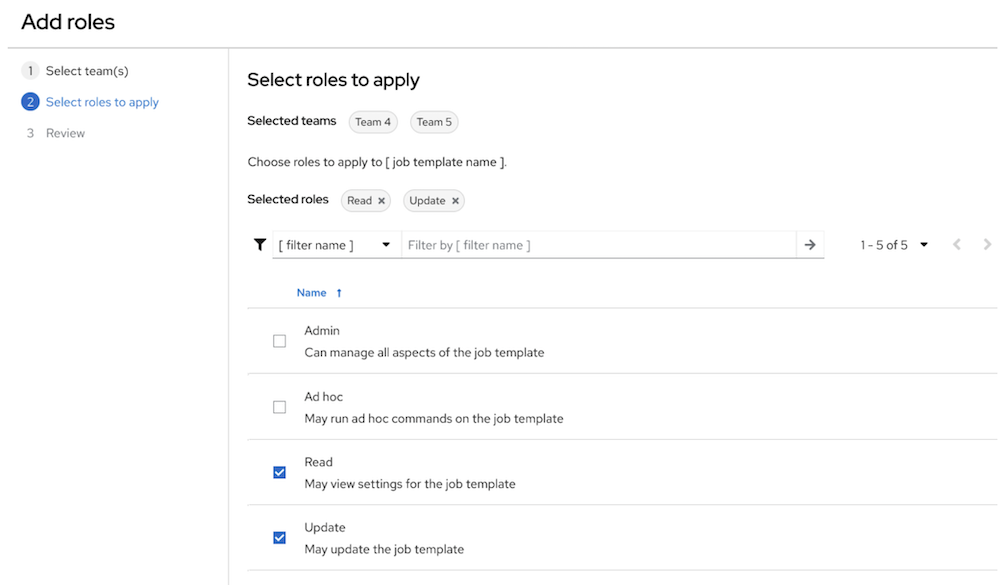 Add roles
1 Select team(s)
2 Select roles to apply
3 Review
Select roles to apply
Selected teams Team 4 Team 5
Choose roles to apply to [ job template name ].
Selected roles Read × Update ×
[ filter name ] Filter by [ filter name ] 1 - 5 of 5
Name
Admin
Can manage all aspects of the job template
Ad hoc
May run ad hoc commands on the job template
Read
May view settings for the job template
Update
May update the job template